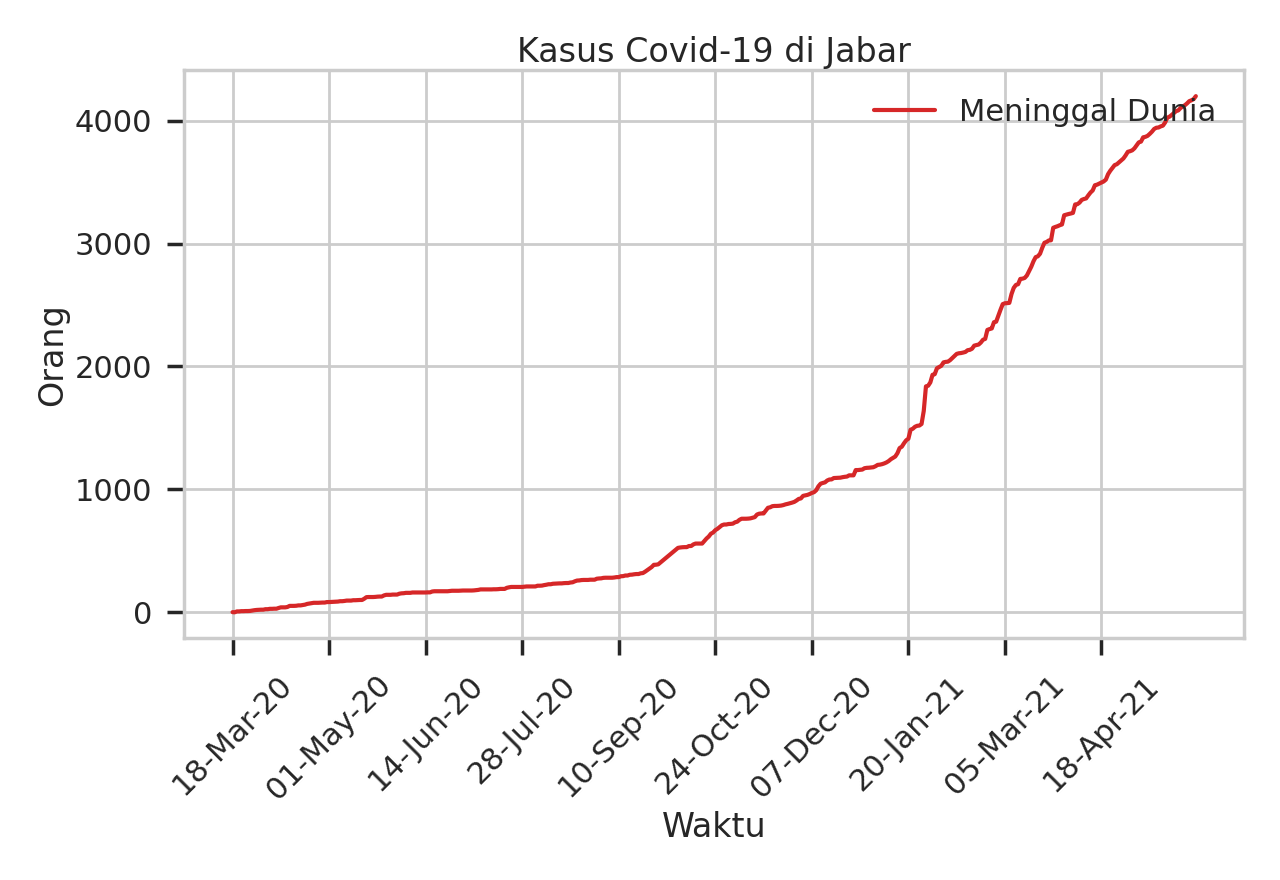 Kasus Covid-19 di Jabar
Meninggal Dunia
4000
3000
2000
1000
0
Orang
18-Mar-20
01-May-20
14-Jun-20
28-Jul-20
10-Sep-20
24-Oct-20
07-Dec-20
20-Jan-21
05-Mar-21
18-Apr-21
Waktu